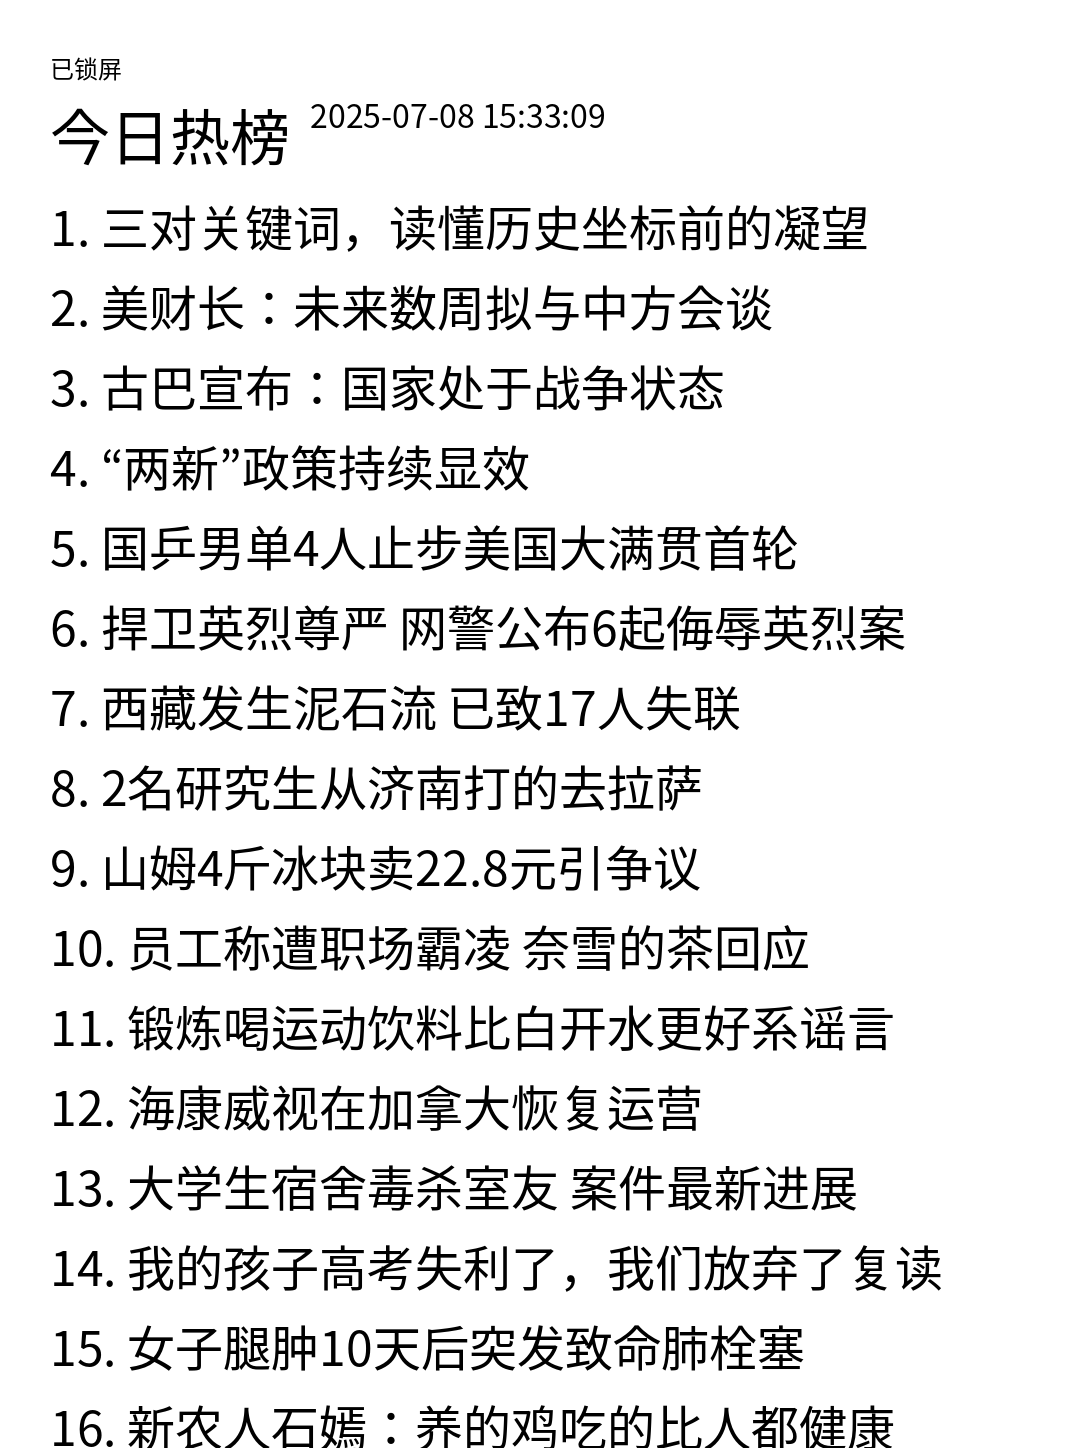 已锁屏
今日热榜 2025-07-08 15:33:09
1. 三对关键词，读懂历史坐标前的凝望
2. 美财长：未来数周拟与中方会谈
3. 古巴宣布：国家处于战争状态
4. “两新”政策持续显效
5. 国乒男单4人止步美国大满贯首轮
6. 捍卫英烈尊严 网警公布6起侮辱英烈案
7. 西藏发生泥石流 已致17人失联
8. 2名研究生从济南打的去拉萨
9. 山姆4斤冰块卖22.8元引争议
10. 员工称遭职场霸凌 奈雪的茶回应
11. 锻炼喝运动饮料比白开水更好系谣言
12. 海康威视在加拿大恢复运营
13. 大学生宿舍毒杀室友 案件最新进展
14. 我的孩子高考失利了，我们放弃了复读
15. 女子腿肿10天后突发致命肺栓塞
16. 新农人石嫣：养的鸡吃的比人都健康